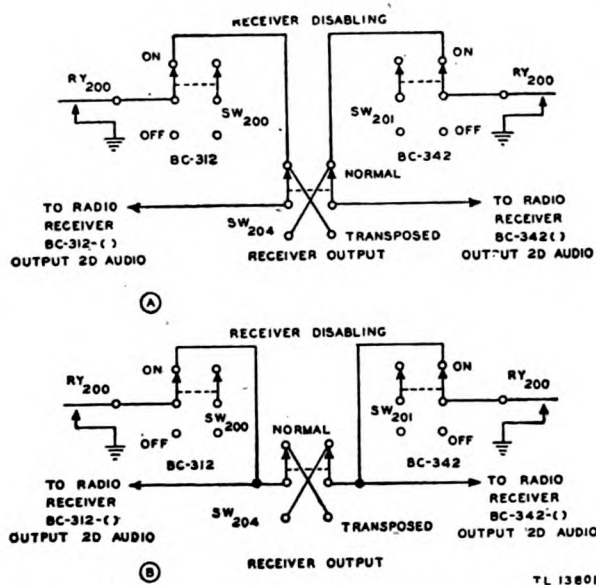 RECEIVER DISABLING
ON
RY200
SW200
OFF
BC-312
ON
RY200
SW201
OFF
BC-342
NORMAL
TO RADIO
RECEIVER
BC-312-( )
OUTPUT 2D AUDIO
SW204
TRANSPOSED
RECEIVER OUTPUT
TO RADIO
RECEIVER
BC-342( )
OUTPUT 2D AUDIO
A
RECEIVER DISABLING
ON
RY200
SW200
OFF
BC-312
ON
RY200
SW201
OFF
BC-342
NORMAL
TO RADIO
RECEIVER
BC-312-( )
OUTPUT 2D AUDIO
SW204
TRANSPOSED
RECEIVER OUTPUT
TO RADIO
RECEIVER
BC-342-( )
OUTPUT 2D AUDIO
B